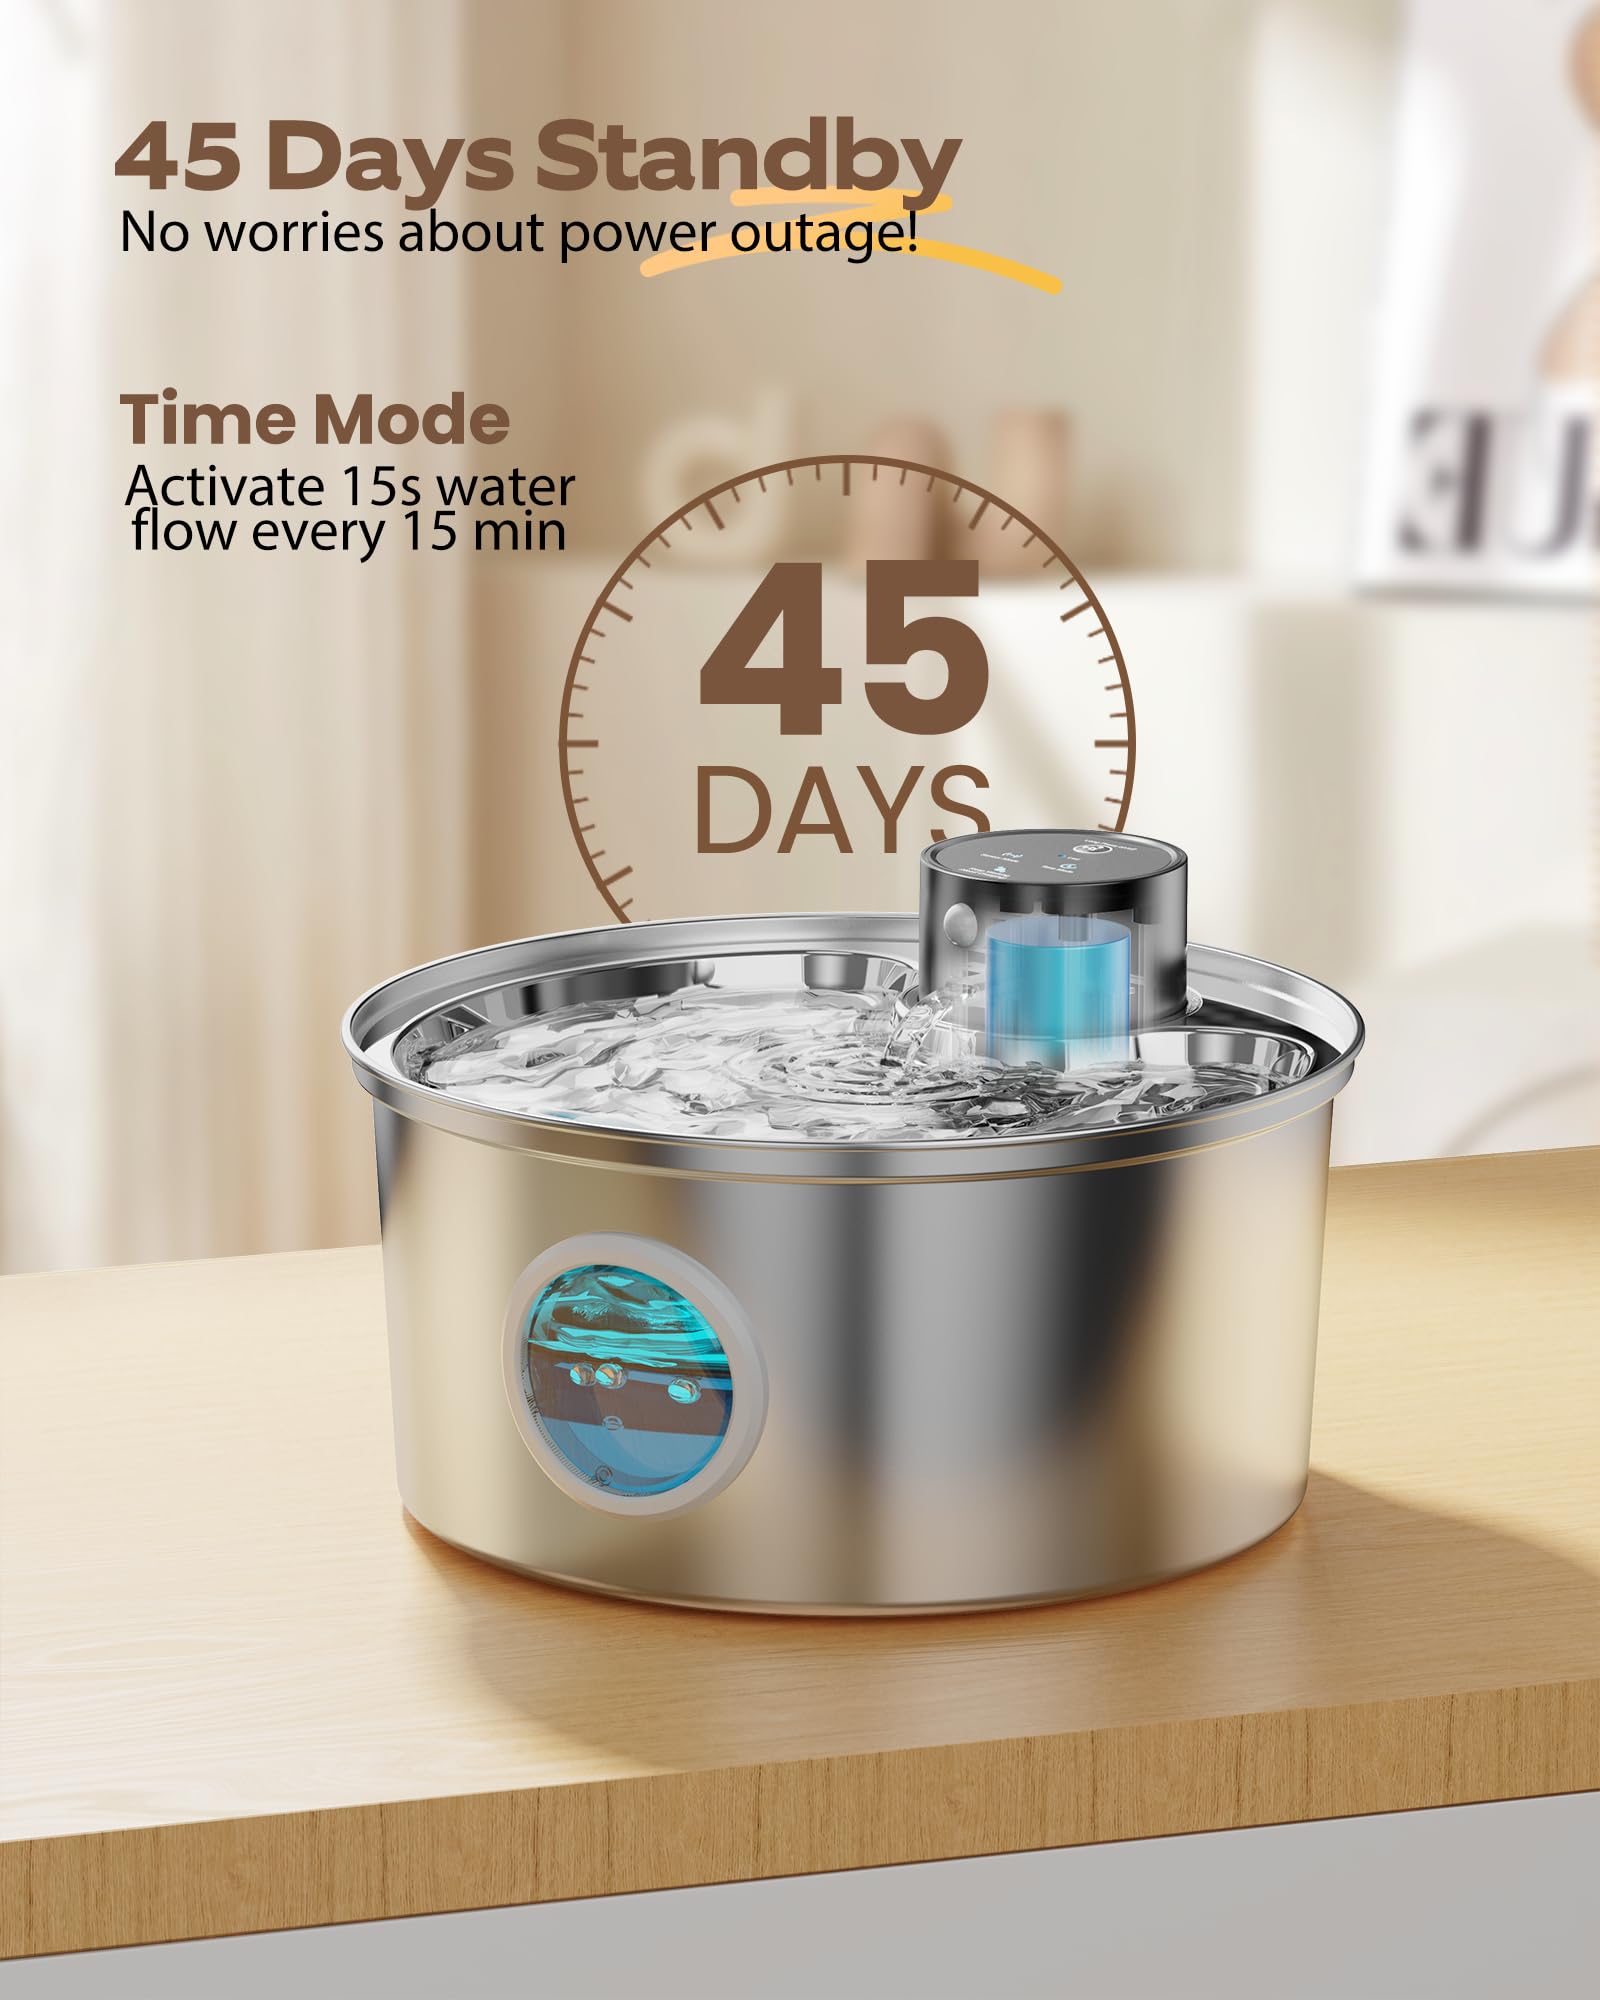 45 Days Standby
No worries about power outage!
Time Mode
Activate 15s water
flow every 15 min
45
DAYS